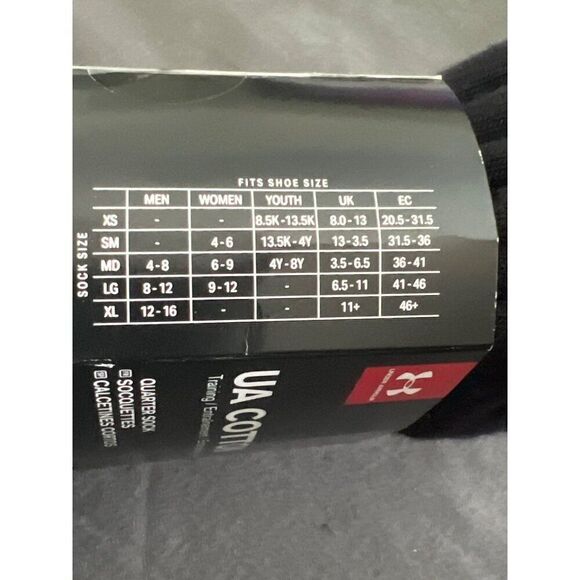 FITS SHOE SIZE
MEN WOMEN YOUTH UK EC
SOCK SIZE
XS - - 8.5K-13.5K 8.0-13 20.5-31.5
SM - 4-6 13.5K-4Y 13-3.5 31.5-36
MD 4-8 6-9 4Y-8Y 3.5-6.5 36-41
LG 8-12 9-12 - 6.5-11 41-46
XL 12-16 - - 11+ 46+
UNDER ARMOUR
UA COTT
Training
QUARTER SOCK
SOCQUETTES
CALCETINES CORTOS